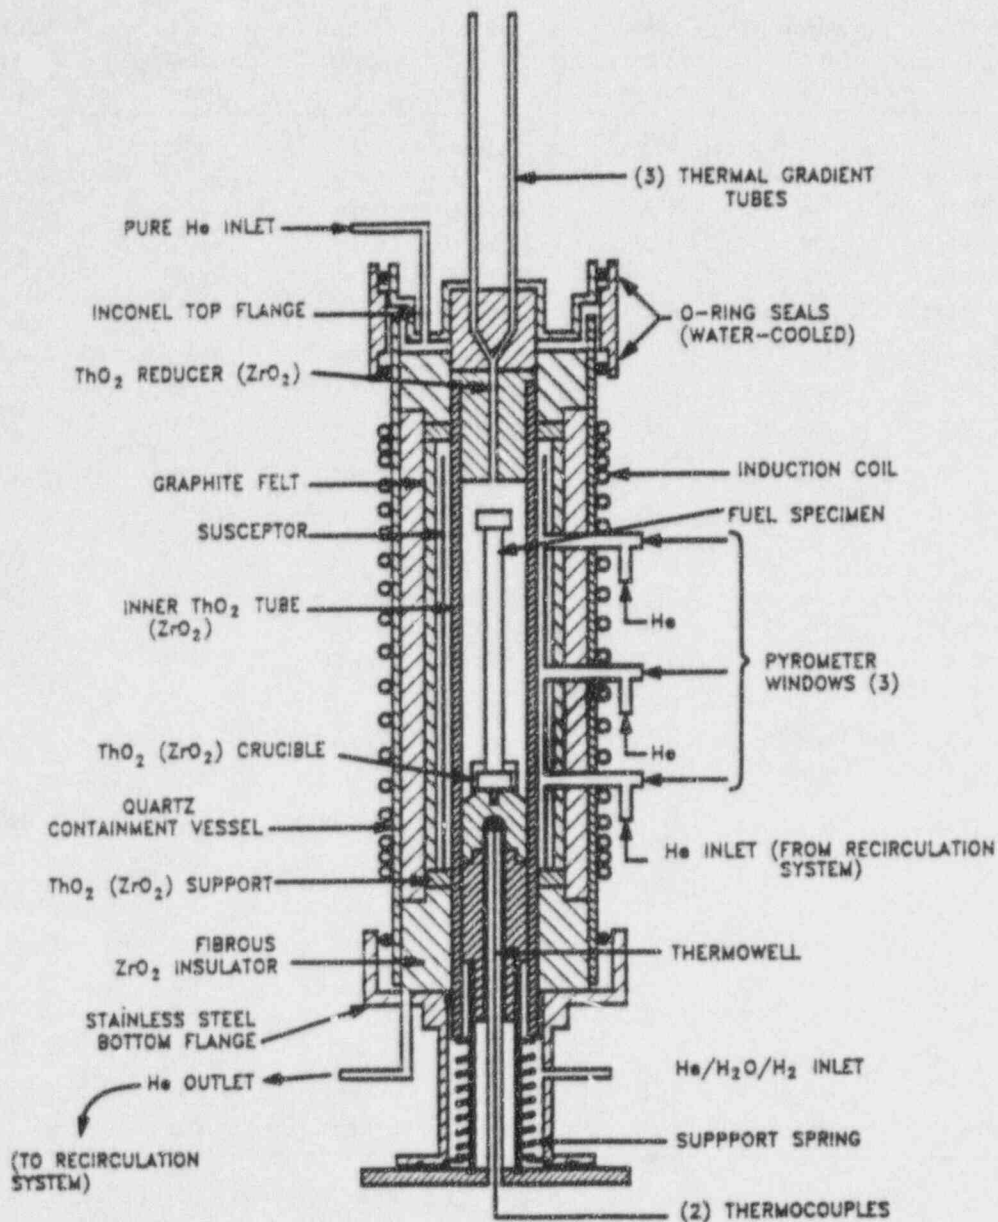 (3) THERMAL GRADIENT
TUBES
PURE He INLET
INCONEL TOP FLANGE
O-RING SEALS
(WATER-COOLED)
ThO₂ REDUCER (ZrO₂)
GRAPHITE FELT
INDUCTION COIL
FUEL SPECIMEN
SUSCEPTOR
INNER ThO₂ TUBE
(ZrO₂)
He
PYROMETER
WINDOWS (3)
He
ThO₂ (ZrO₂) CRUCIBLE
QUARTZ
CONTAINMENT VESSEL
He INLET (FROM RECIRCULATION
SYSTEM)
ThO₂ (ZrO₂) SUPPORT
FIBROUS
ZrO₂ INSULATOR
THERMOWELL
STAINLESS STEEL
BOTTOM FLANGE
He OUTLET
He/H₂O/H₂ INLET
(TO RECIRCULATION
SYSTEM)
SUPPPORT SPRING
(2) THERMOCOUPLES